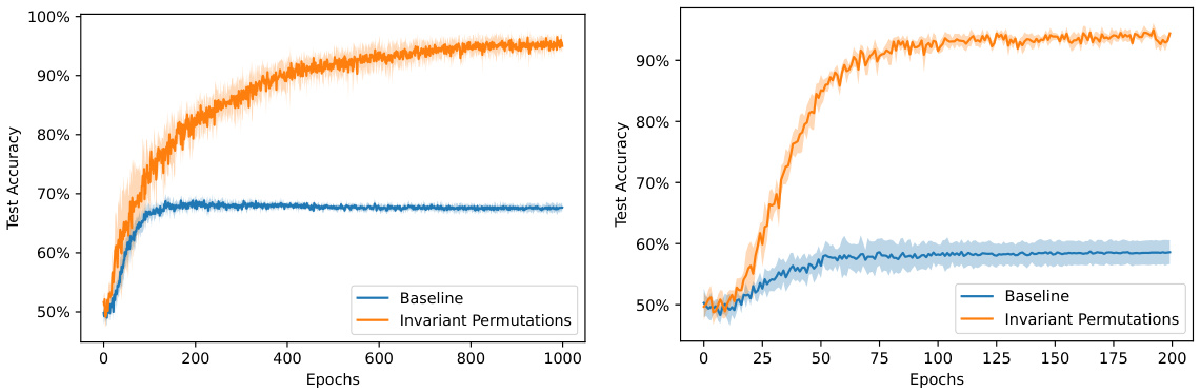 100%
90%
80%
70%
60%
50%
Test Accuracy
Baseline
Invariant Permutations
0 200 400 600 800 1000
Epochs
90%
80%
70%
60%
50%
Test Accuracy
Baseline
Invariant Permutations
0 25 50 75 100 125 150 175 200
Epochs